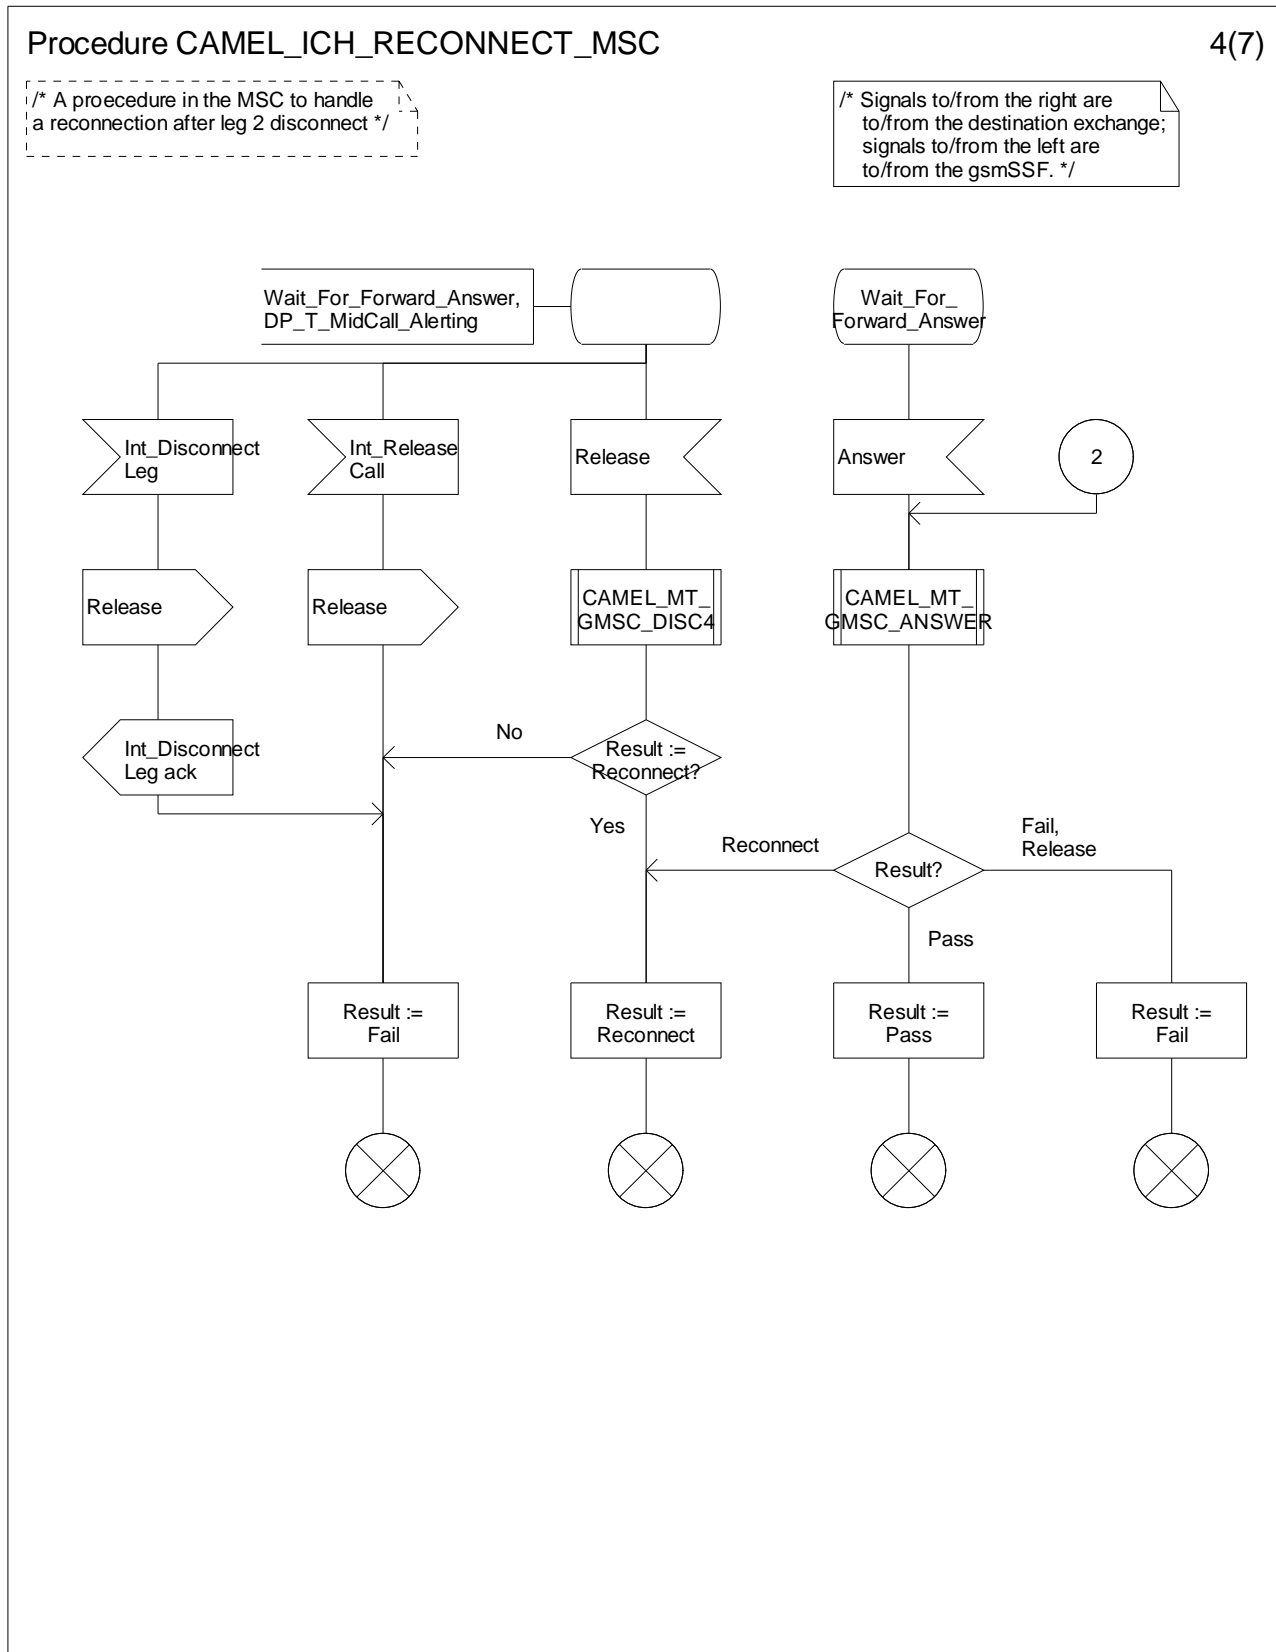 Procedure CAMEL_ICH_RECONNECT_MSC
4(7)
/* A proecedure in the MSC to handle
a reconnection after leg 2 disconnect */
/* Signals to/from the right are
to/from the destination exchange;
signals to/from the left are
to/from the gsmSSF. */
Wait_For_Forward_Answer,
DP_T_MidCall_Alerting
Wait_For_
Forward_Answer
Int_Disconnect
Leg
Int_Release
Call
Release
Answer
2
Release
Release
CAMEL_MT_
GMSC_DISC4
CAMEL_MT_
GMSC_ANSWER
Int_Disconnect
Leg ack
No
Result :=
Reconnect?
Yes
Reconnect
Result?
Fail,
Release
Pass
Result :=
Fail
Result :=
Reconnect
Result :=
Pass
Result :=
Fail